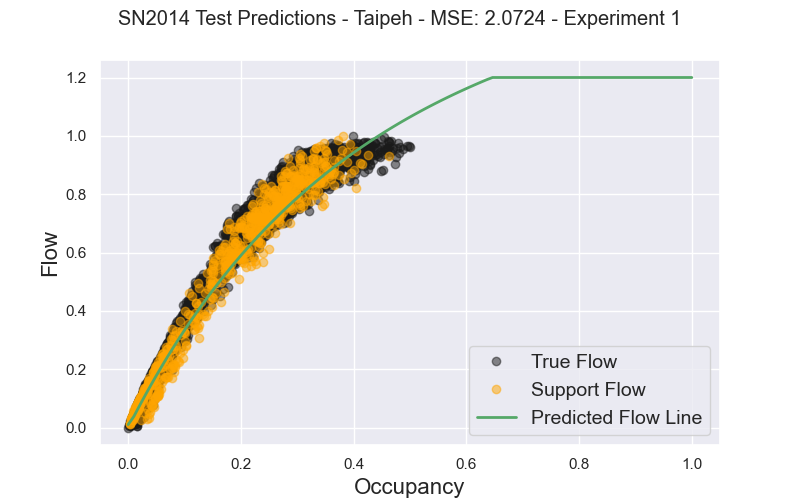 SN2014 Test Predictions - Taipeh - MSE: 2.0724 - Experiment 1
1.2
1.0
0.8
0.6
0.4
0.2
0.0
Flow
True Flow
Support Flow
Predicted Flow Line
0.0 0.2 0.4 0.6 0.8 1.0
Occupancy